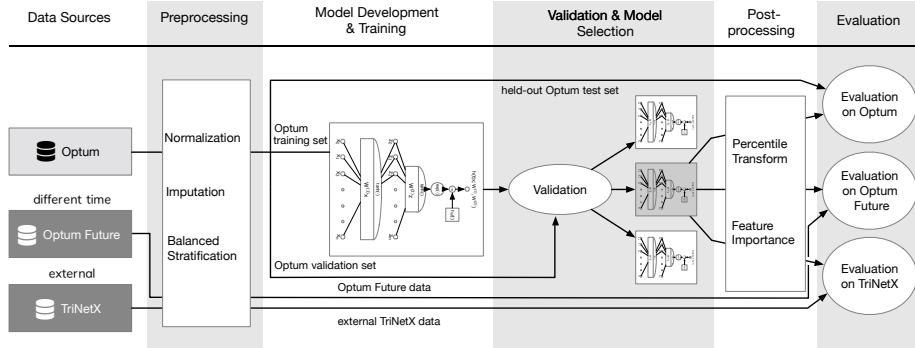 Data Sources
Preprocessing
Model Development
& Training
Validation & Model
Selection
Post-
processing
Evaluation
held-out Optum test set
Optum
Normalization
Optum
training set
Imputation
different time
Optum Future
Balanced
Stratification
Optum validation set
external
TriNetX
Optum Future data
external TriNetX data
Validation
Percentile
Transform
Feature
Importance
Evaluation
on Optum
Evaluation
on Optum
Future
Evaluation
on TriNetX